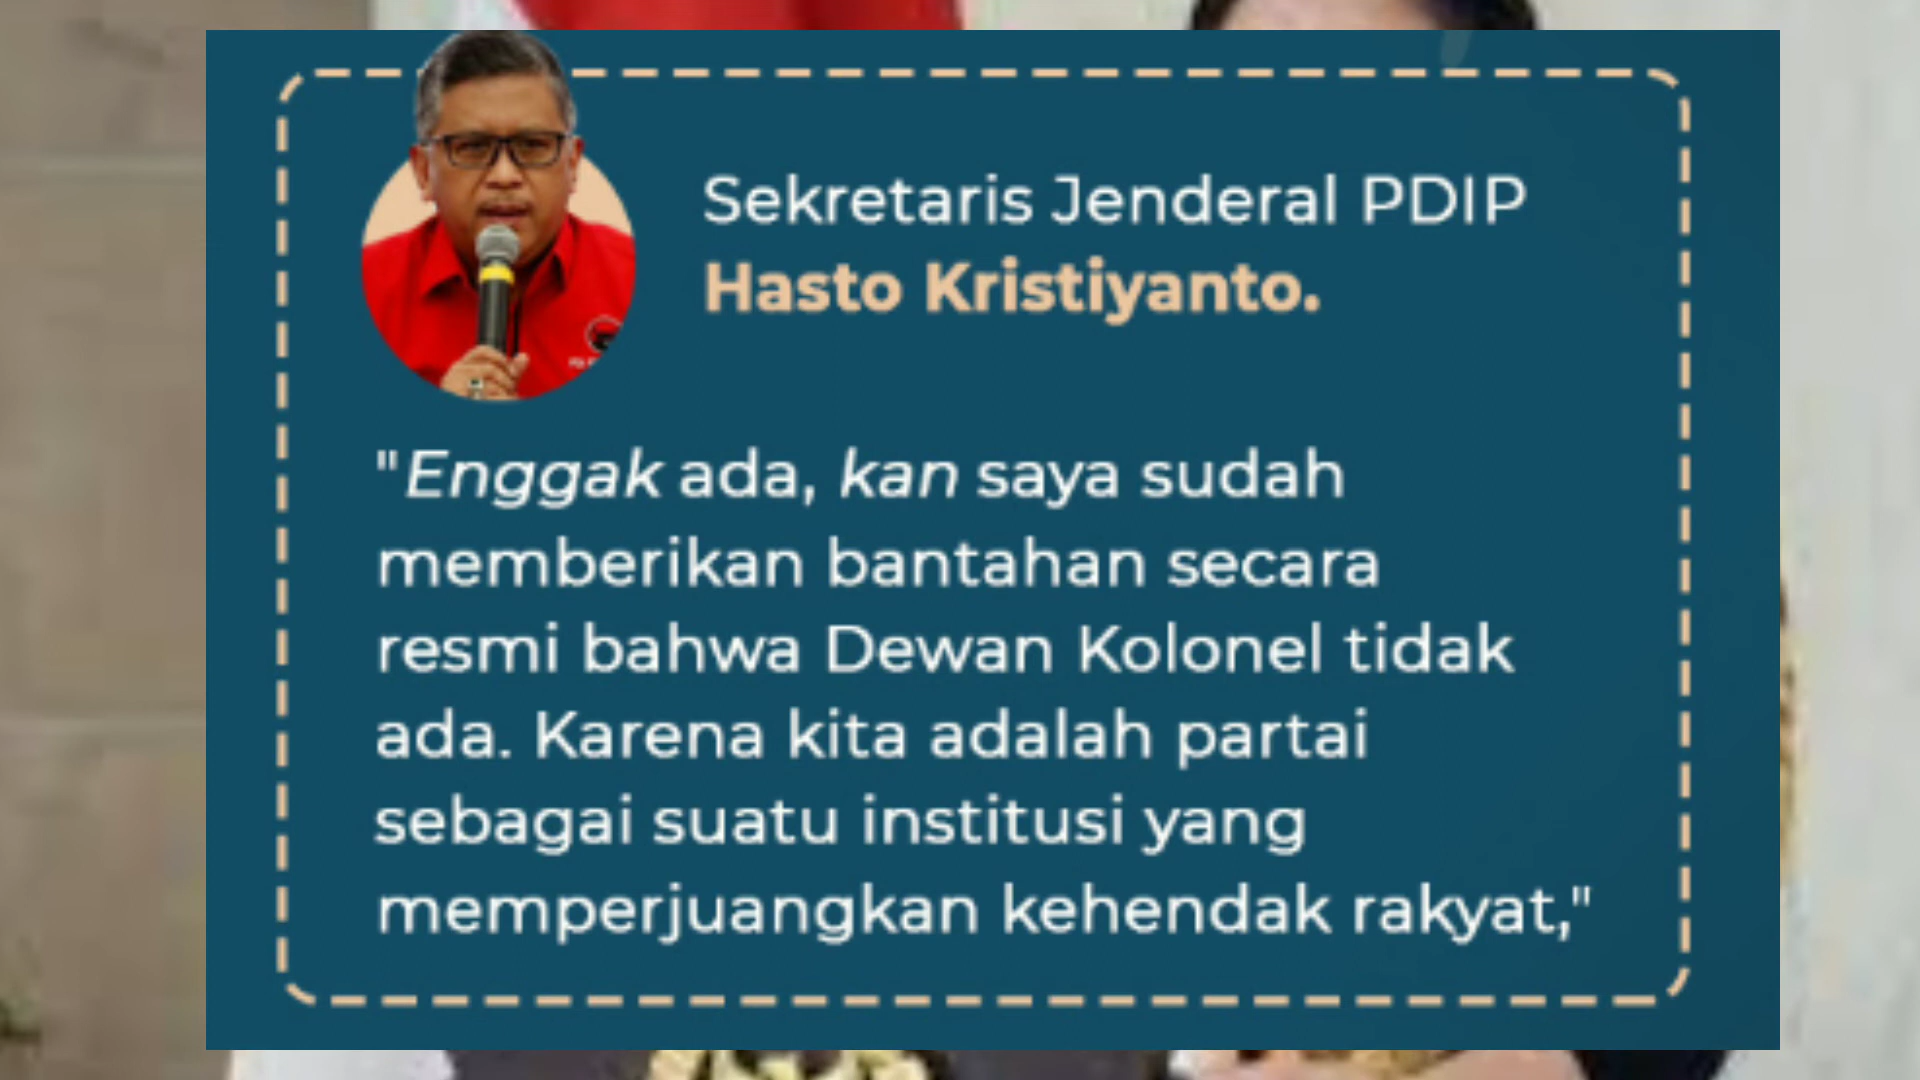 Sekretaris Jenderal PDIP
Hasto Kristiyanto.
"Enggak ada, kan saya sudah
memberikan bantahan secara
resmi bahwa Dewan Kolonel tidak
ada. Karena kita adalah partai
sebagai suatu institusi yang
memperjuangkan kehendak rakyat,"